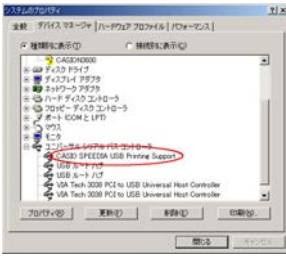 システムのプロパティ
全般 デバイス マネージャ ハードウェア プロファイル パフォーマンス
種類別に表示(T) 接続別に表示(C)
CASION3600
ディスク ドライブ
ディスプレイ アダプタ
ネットワーク アダプタ
ハード ディスク コントローラ
フロッピー ディスク コントローラ
ポート (COM と LPT)
マウス
モニタ
ユニバーサル シリアル バス コントローラ
CASIO SPEEDIA USB Printing Support
USB ルート ハブ
USB ルート ハブ
VIA Tech 3038 PCI to USB Universal Host Controller
VIA Tech 3038 PCI to USB Universal Host Controller
プロパティ(R) 更新(F) 削除(E) 印刷(N)...
閉じる キャンセル